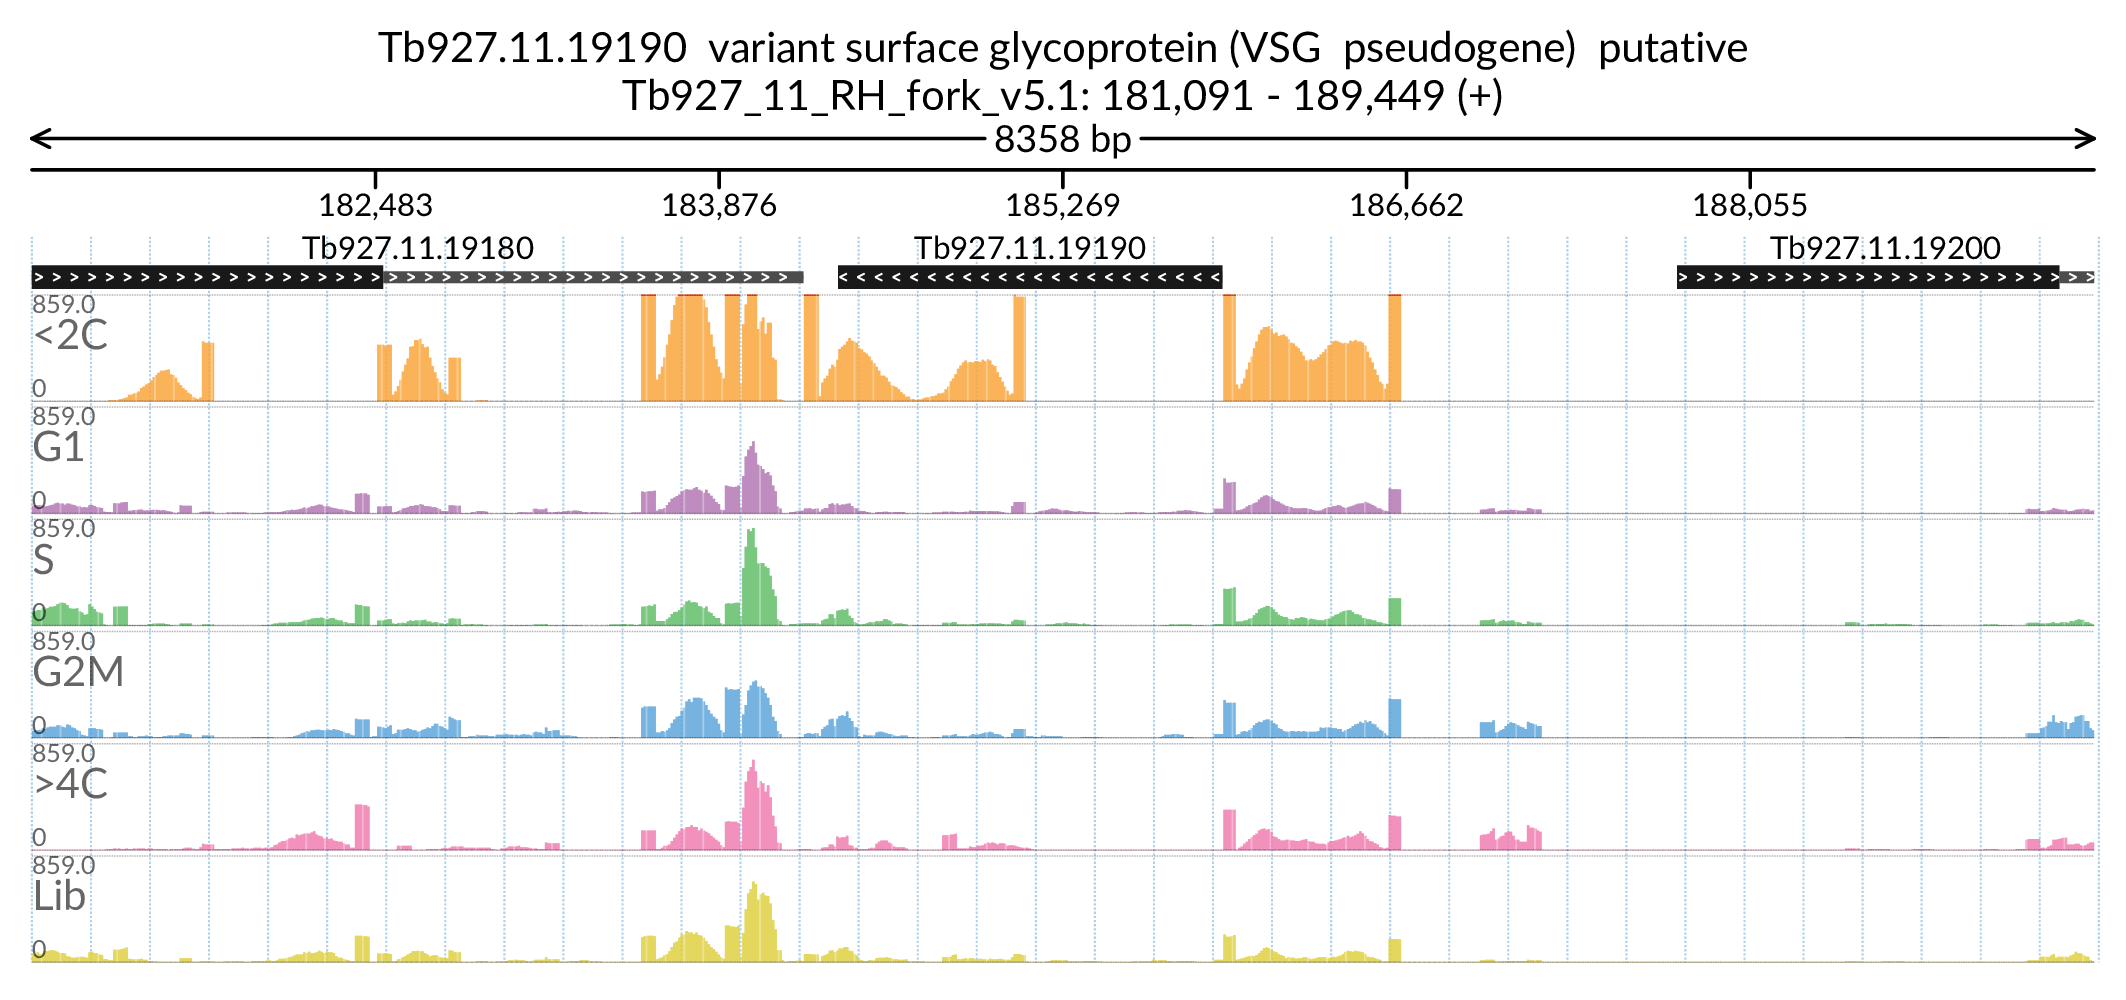 Tb927.11.19190 variant surface glycoprotein (VSG pseudogene) putative
Tb927_11_RH_fork_v5.1: 181,091 - 189,449 (+)
8358 bp
182,483 183,876 185,269 186,662 188,055
Tb927.11.19180 Tb927.11.19190 Tb927.11.19200
859.0
<2C
0
859.0
G1
0
859.0
S
0
859.0
G2M
0
859.0
>4C
0
859.0
Lib
0